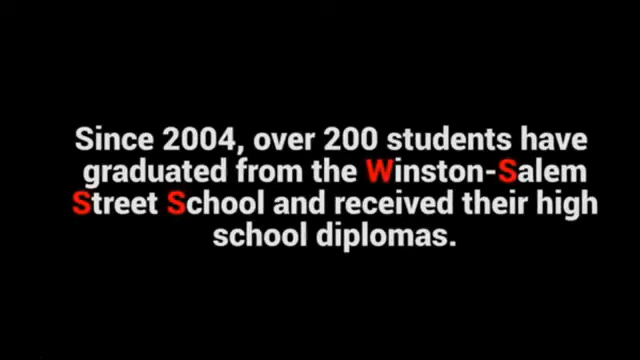 Since 2004, over 200 students have
graduated from the Winston-Salem
Street School and received their high
school diplomas.